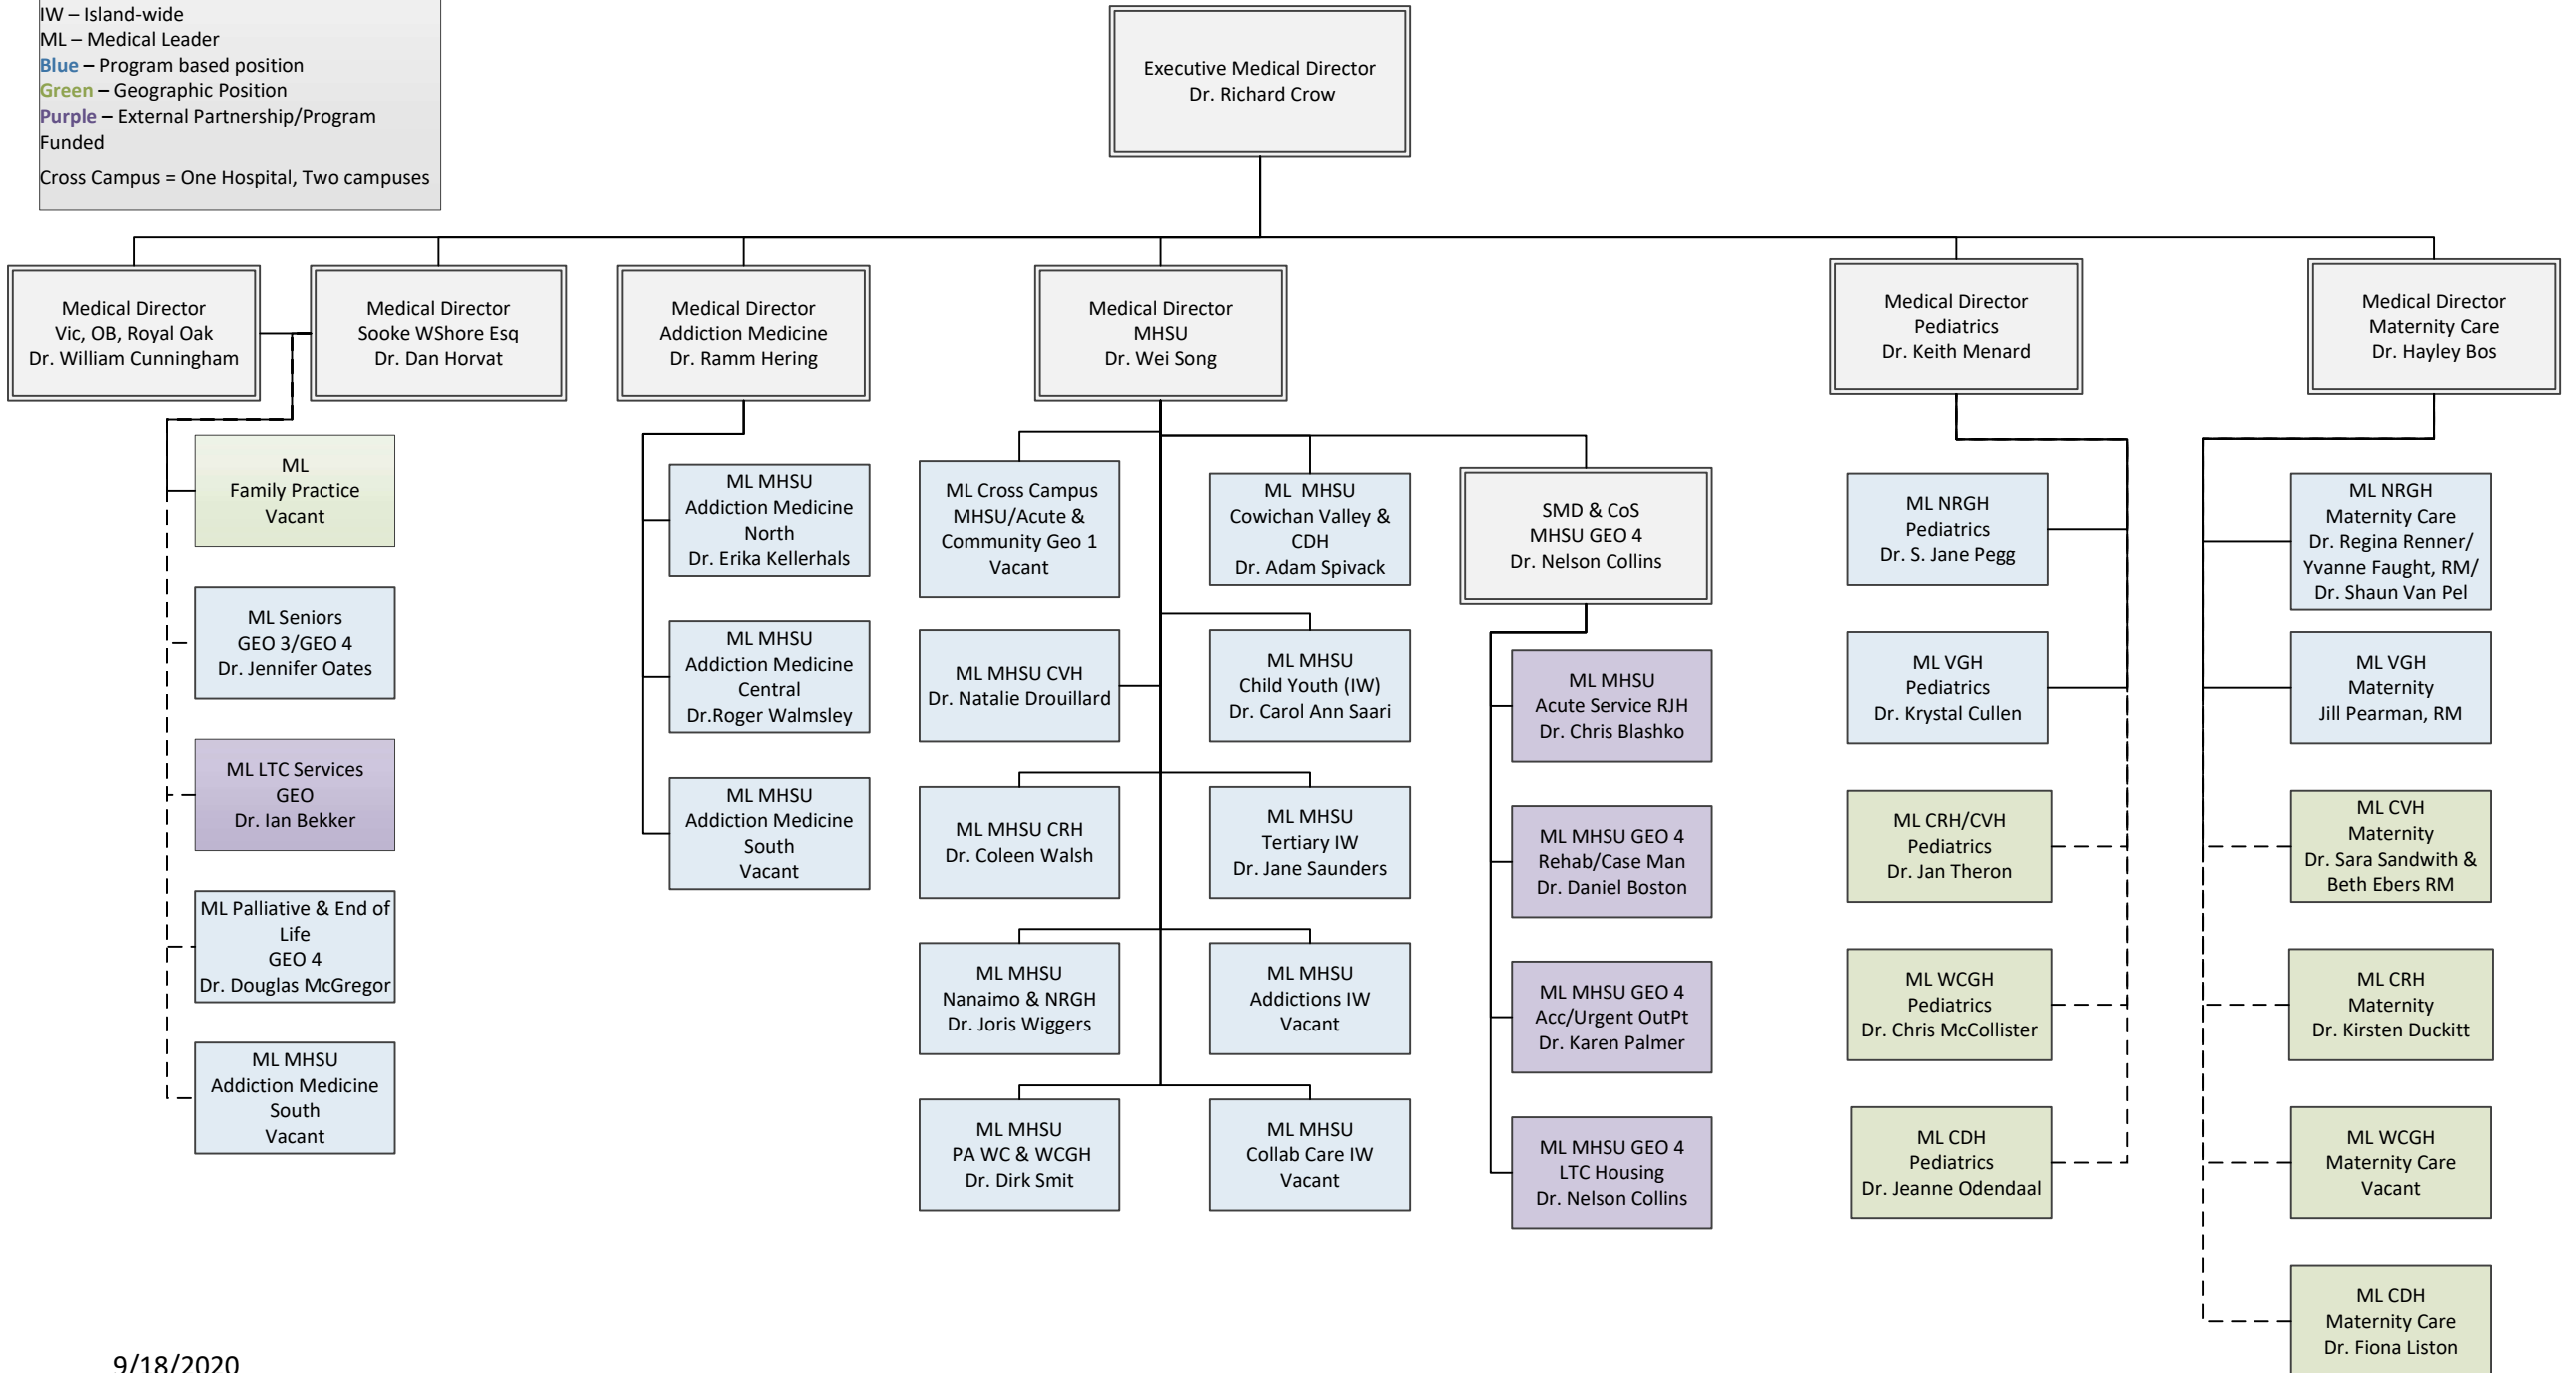 IW – Island-wide
ML – Medical Leader
Blue – Program based position
Green – Geographic Position
Purple – External Partnership/Program
Funded
Cross Campus = One Hospital, Two campuses
Executive Medical Director
Dr. Richard Crow
Medical Director
Vic, OB, Royal Oak
Dr. William Cunningham
Medical Director
Sooke WShore Esq
Dr. Dan Horvat
Medical Director
Addiction Medicine
Dr. Ramm Hering
Medical Director
MHSU
Dr. Wei Song
Medical Director
Pediatrics
Dr. Keith Menard
Medical Director
Maternity Care
Dr. Hayley Bos
ML
Family Practice
Vacant
ML Seniors
GEO 3/GEO 4
Dr. Jennifer Oates
ML LTC Services
GEO
Dr. Ian Bekker
ML Palliative & End of
Life
GEO 4
Dr. Douglas McGregor
ML MHSU
Addiction Medicine
South
Vacant
ML MHSU
Addiction Medicine
North
Dr. Erika Kellerhals
ML MHSU
Addiction Medicine
Central
Dr.Roger Walmsley
ML MHSU
Addiction Medicine
South
Vacant
ML Cross Campus
MHSU/Acute &
Community Geo 1
Vacant
ML MHSU CVH
Dr. Natalie Drouillard
ML MHSU CRH
Dr. Coleen Walsh
ML MHSU
Nanaimo & NRGH
Dr. Joris Wiggers
ML MHSU
PA WC & WCGH
Dr. Dirk Smit
ML MHSU
Cowichan Valley &
CDH
Dr. Adam Spivack
ML MHSU
Child Youth (IW)
Dr. Carol Ann Saari
ML MHSU
Tertiary IW
Dr. Jane Saunders
ML MHSU
Addictions IW
Vacant
ML MHSU
Collab Care IW
Vacant
SMD & CoS
MHSU GEO 4
Dr. Nelson Collins
ML MHSU
Acute Service RJH
Dr. Chris Blashko
ML MHSU GEO 4
Rehab/Case Man
Dr. Daniel Boston
ML MHSU GEO 4
Acc/Urgent OutPt
Dr. Karen Palmer
ML MHSU GEO 4
LTC Housing
Dr. Nelson Collins
ML NRGH
Pediatrics
Dr. S. Jane Pegg
ML VGH
Pediatrics
Dr. Krystal Cullen
ML CRH/CVH
Pediatrics
Dr. Jan Theron
ML WCGH
Pediatrics
Dr. Chris McCollister
ML CDH
Pediatrics
Dr. Jeanne Odendaal
ML NRGH
Maternity Care
Dr. Regina Renner/
Yvanne Faught, RM/
Dr. Shaun Van Pel
ML VGH
Maternity
Jill Pearman, RM
ML CVH
Maternity
Dr. Sara Sandwith &
Beth Ebers RM
ML CRH
Maternity
Dr. Kirsten Duckitt
ML WCGH
Maternity Care
Vacant
ML CDH
Maternity Care
Dr. Fiona Liston
9/18/2020